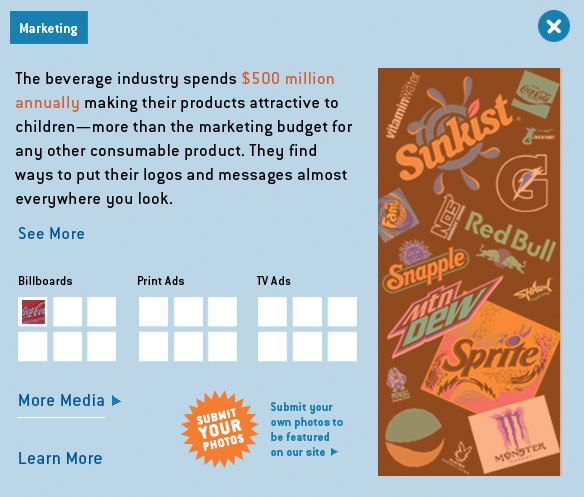 Marketing
The beverage industry spends $500 million
annually making their products attractive to
children—more than the marketing budget for
any other consumable product. They find
ways to put their logos and messages almost
everywhere you look.
See More
Billboards
Print Ads
TV Ads
Coca-Cola
More Media
SUBMIT
YOUR
PHOTOS
Submit your
own photos to
be featured
on our site
Learn More
vitaminwater
Coca-Cola
Sunkist
G
Fanta
NOS
Red Bull
Snapple
Mtn
DEW
Sprite
MONSTER